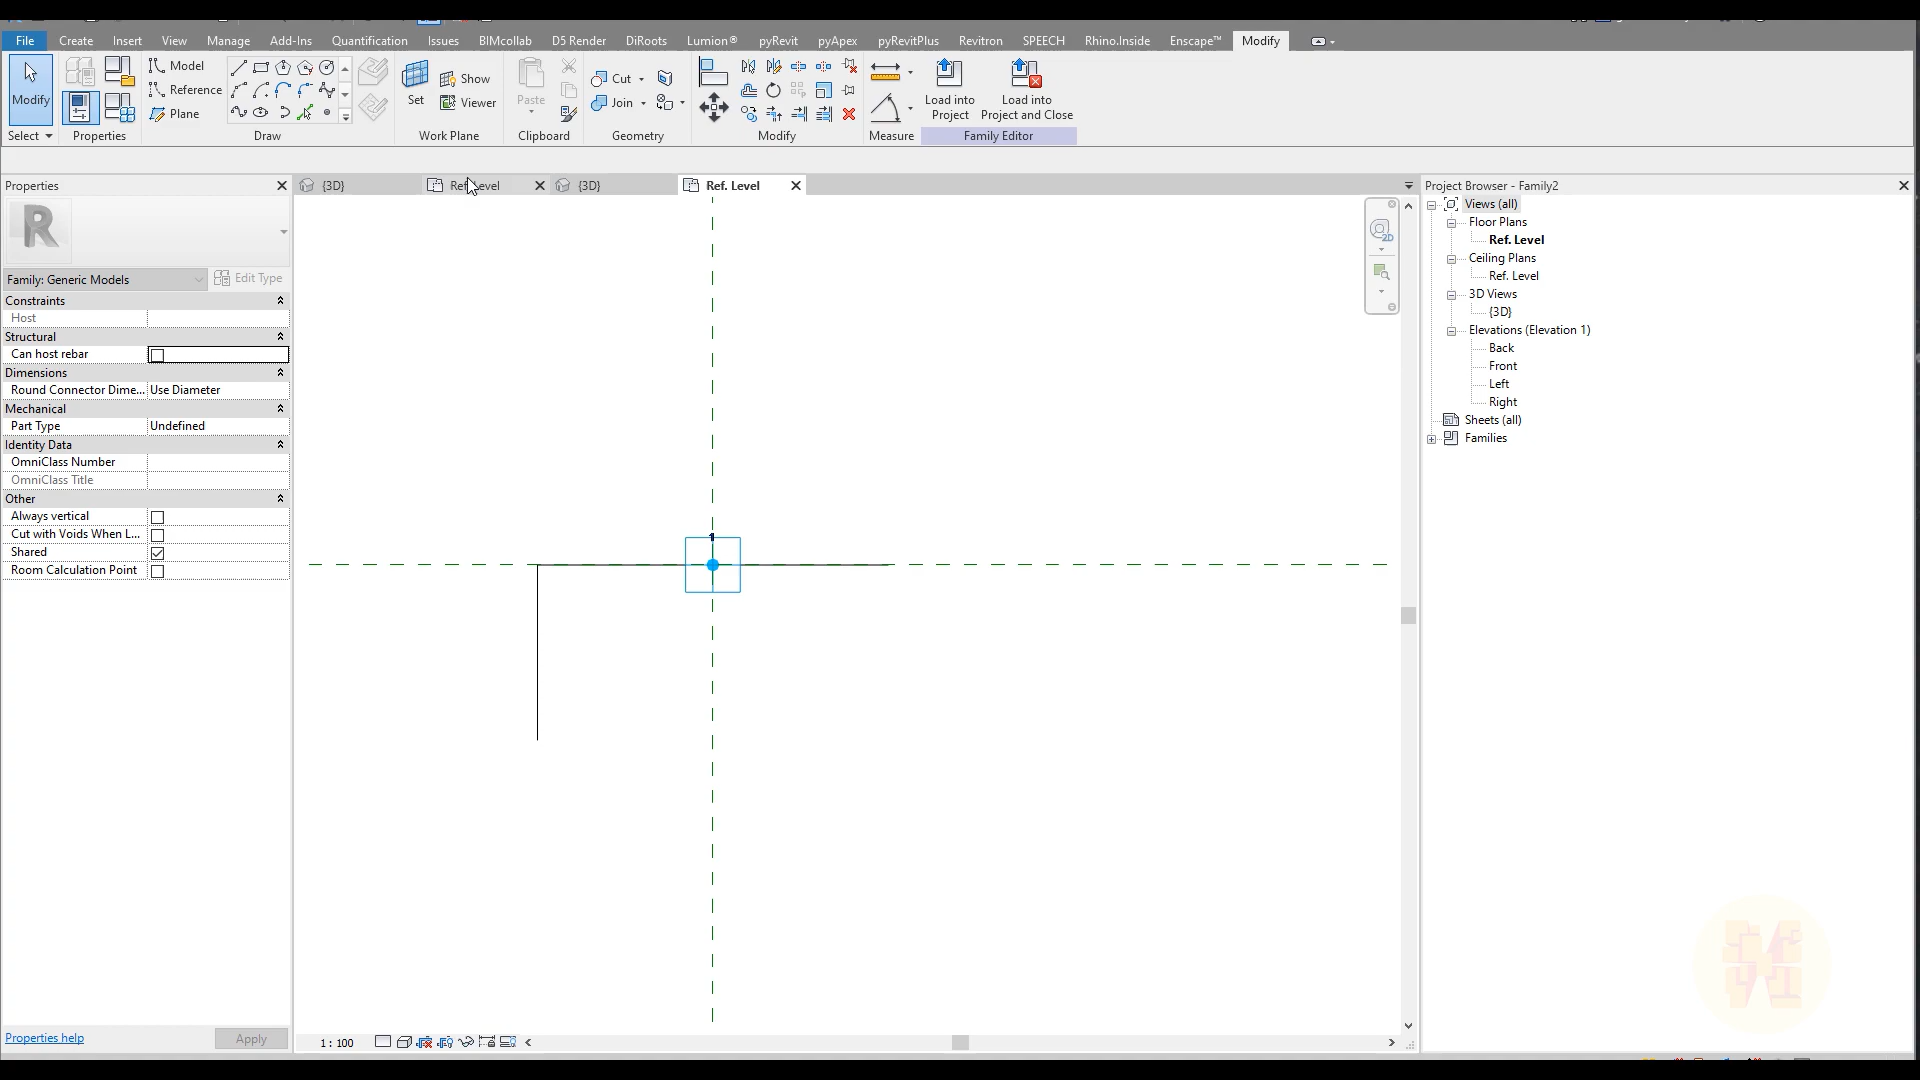 File Create Insert View Manage Add-Ins Quantification Issues BIMcollab D5 Render DiRoots Lumion® pyRevit pyApex pyRevitPlus Revitron SPEECH Rhino.Inside Enscape™ Modify
Modify
Model
Reference
Plane
Set
Show
Viewer
Paste
Cut
Join
Load into
Project
Load into
Project and Close
Select Properties Draw Work Plane Clipboard Geometry Modify Measure Family Editor
Properties
{3D}
Ref. Level
{3D}
Ref. Level
Project Browser - Family2
R
Family: Generic Models
Edit Type
Constraints
Host
Structural
Can host rebar
Dimensions
Round Connector Dime... Use Diameter
Mechanical
Part Type Undefined
Identity Data
OmniClass Number
OmniClass Title
Other
Always vertical
Cut with Voids When L...
Shared
Room Calculation Point
Properties help
Apply
1
2D
1 : 100
Views (all)
Floor Plans
Ref. Level
Ceiling Plans
Ref. Level
3D Views
{3D}
Elevations (Elevation 1)
Back
Front
Left
Right
Sheets (all)
Families